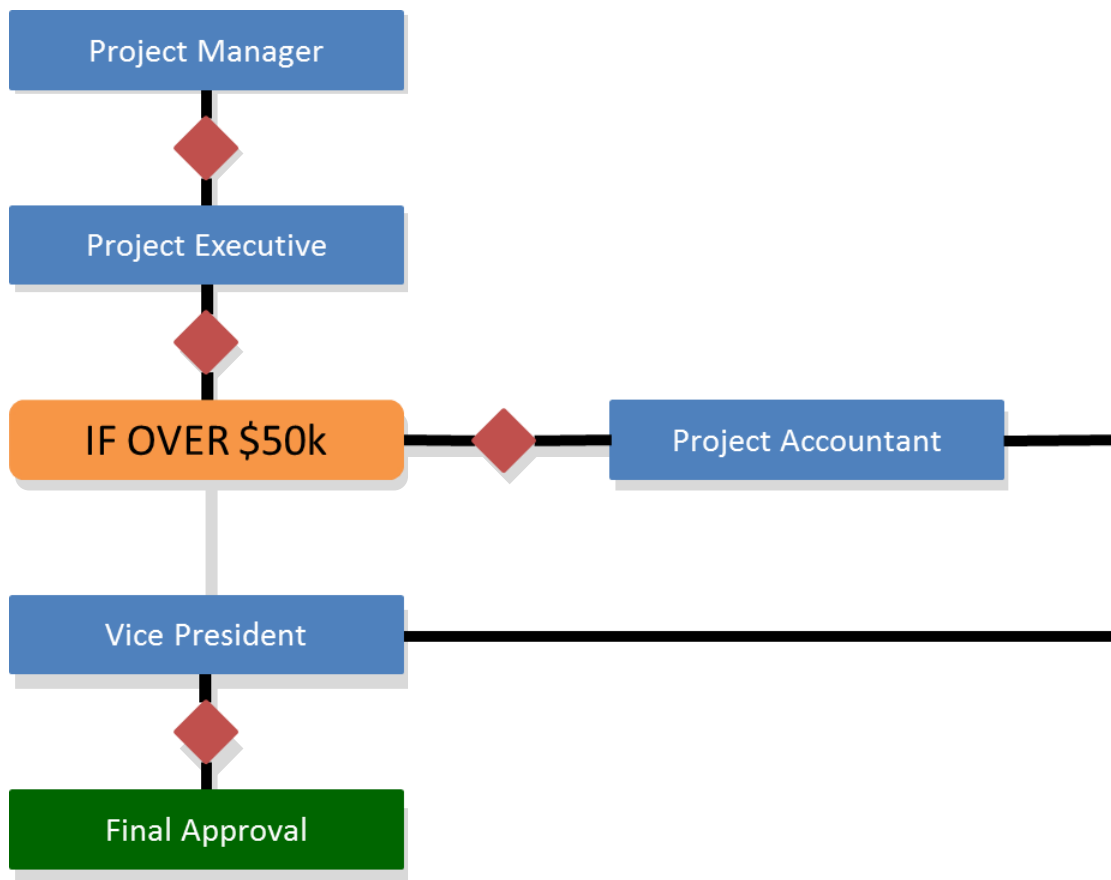 Project Manager
Project Executive
IF OVER $50k
Project Accountant
Vice President
Final Approval